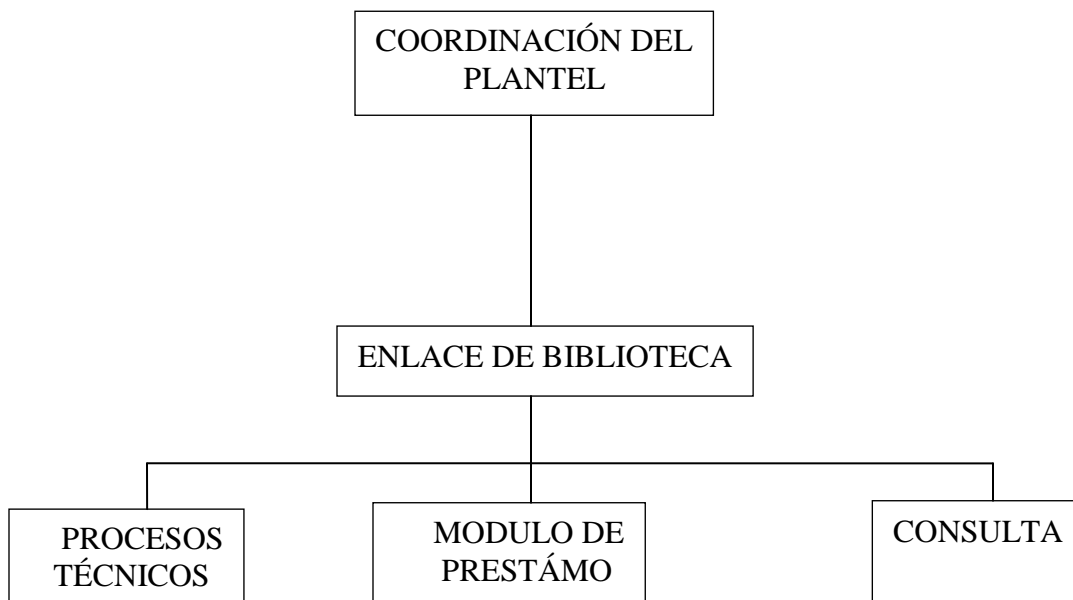 COORDINACIÓN DEL
PLANTEL
ENLACE DE BIBLIOTECA
PROCESOS
TÉCNICOS
MODULO DE
PRESTÁMO
CONSULTA